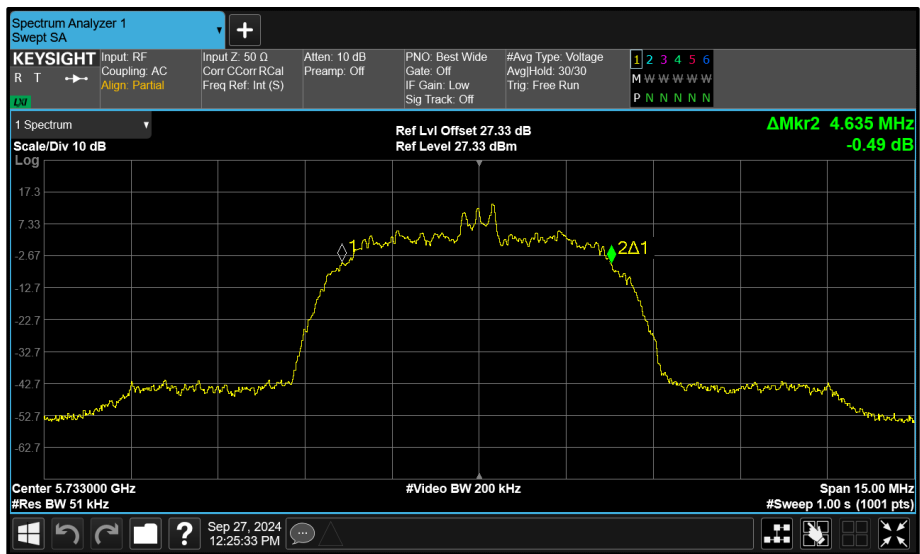 Spectrum Analyzer 1
Swept SA
+
KEYSIGHT
R T
LXI
Input: RF
Coupling: AC
Align: Partial
Input Z: 50 Ω
Corr CCorr RCal
Freq Ref: Int (S)
Atten: 10 dB
Preamp: Off
PNO: Best Wide
Gate: Off
IF Gain: Low
Sig Track: Off
#Avg Type: Voltage
Avg|Hold: 30/30
Trig: Free Run
1 2 3 4 5 6
M W W W W W
P N N N N N
1 Spectrum
Scale/Div 10 dB
Ref Lvl Offset 27.33 dB
Ref Level 27.33 dBm
ΔMkr2 4.635 MHz
-0.49 dB
Log
17.3
7.33
-2.67
-12.7
-22.7
-32.7
-42.7
-52.7
-62.7
1
2Δ1
Center 5.733000 GHz
#Res BW 51 kHz
#Video BW 200 kHz
Span 15.00 MHz
#Sweep 1.00 s (1001 pts)
?
Sep 27, 2024
12:25:33 PM